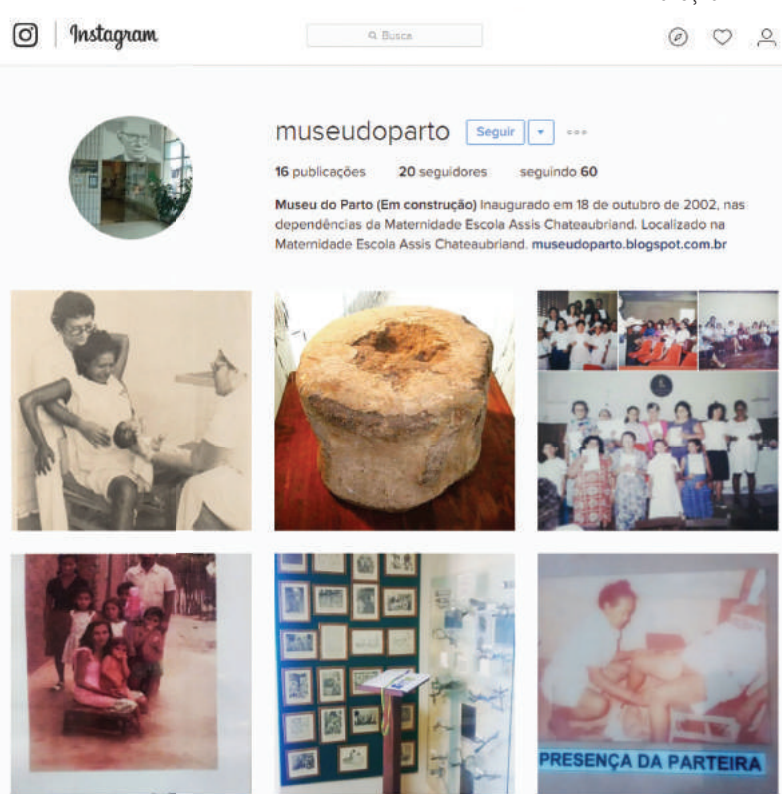 Instagram
Busca
museudoparto
Seguir
16 publicações 20 seguidores seguindo 60
Museu do Parto (Em construção) Inaugurado em 18 de outubro de 2002, nas
dependências da Maternidade Escola Assis Chateaubriand. Localizado na
Maternidade Escola Assis Chateaubriand. museudoparto.blogspot.com.br
PRESENÇA DA PARTEIRA